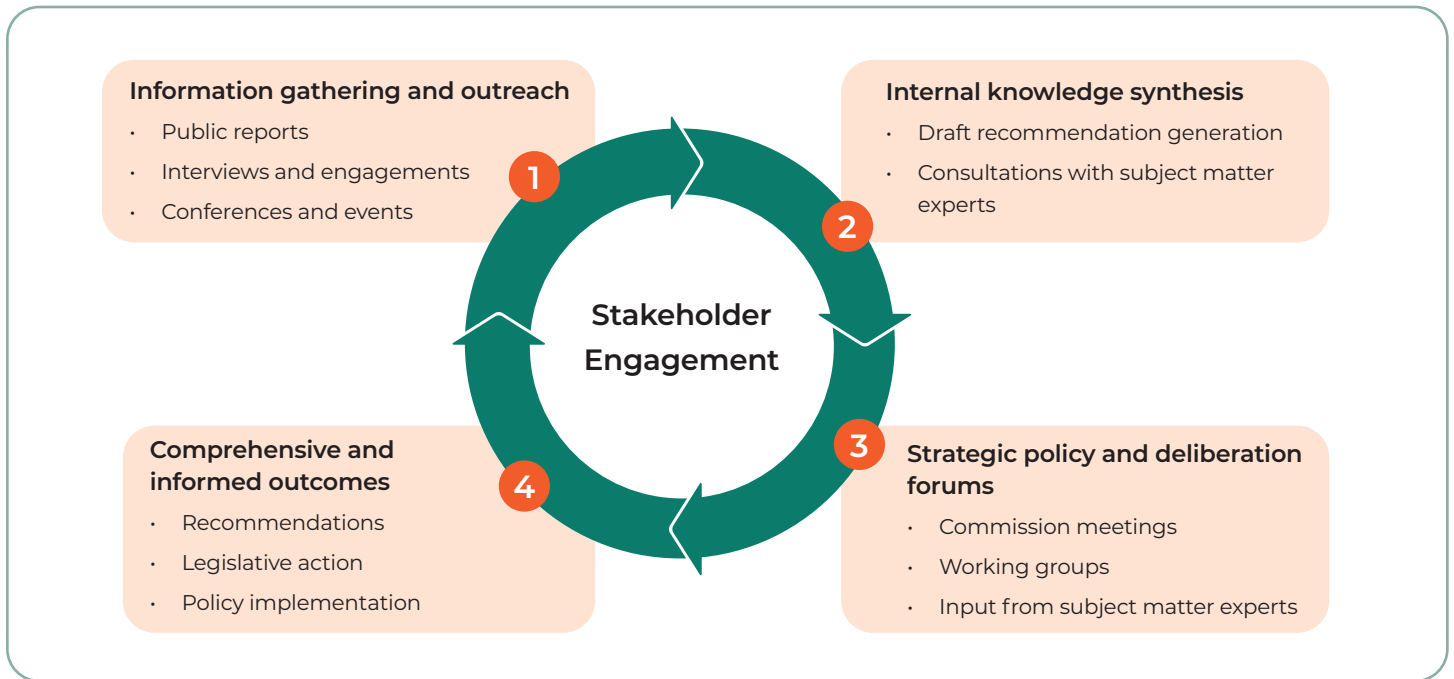 Information gathering and outreach
• Public reports
• Interviews and engagements
• Conferences and events
1
Internal knowledge synthesis
• Draft recommendation generation
• Consultations with subject matter
experts
2
Stakeholder
Engagement
3
Strategic policy and deliberation
forums
• Commission meetings
• Working groups
• Input from subject matter experts
4
Comprehensive and
informed outcomes
• Recommendations
• Legislative action
• Policy implementation